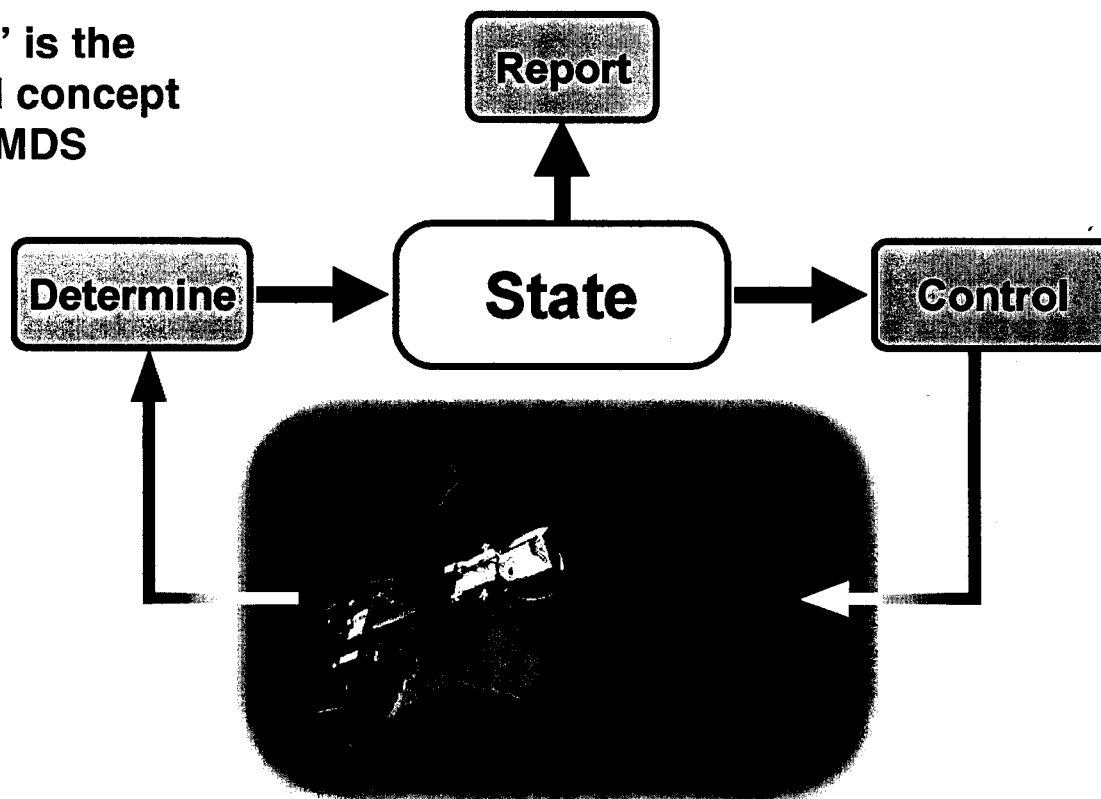 ’ is the
concept
MDS
Report
Determine
State
Control